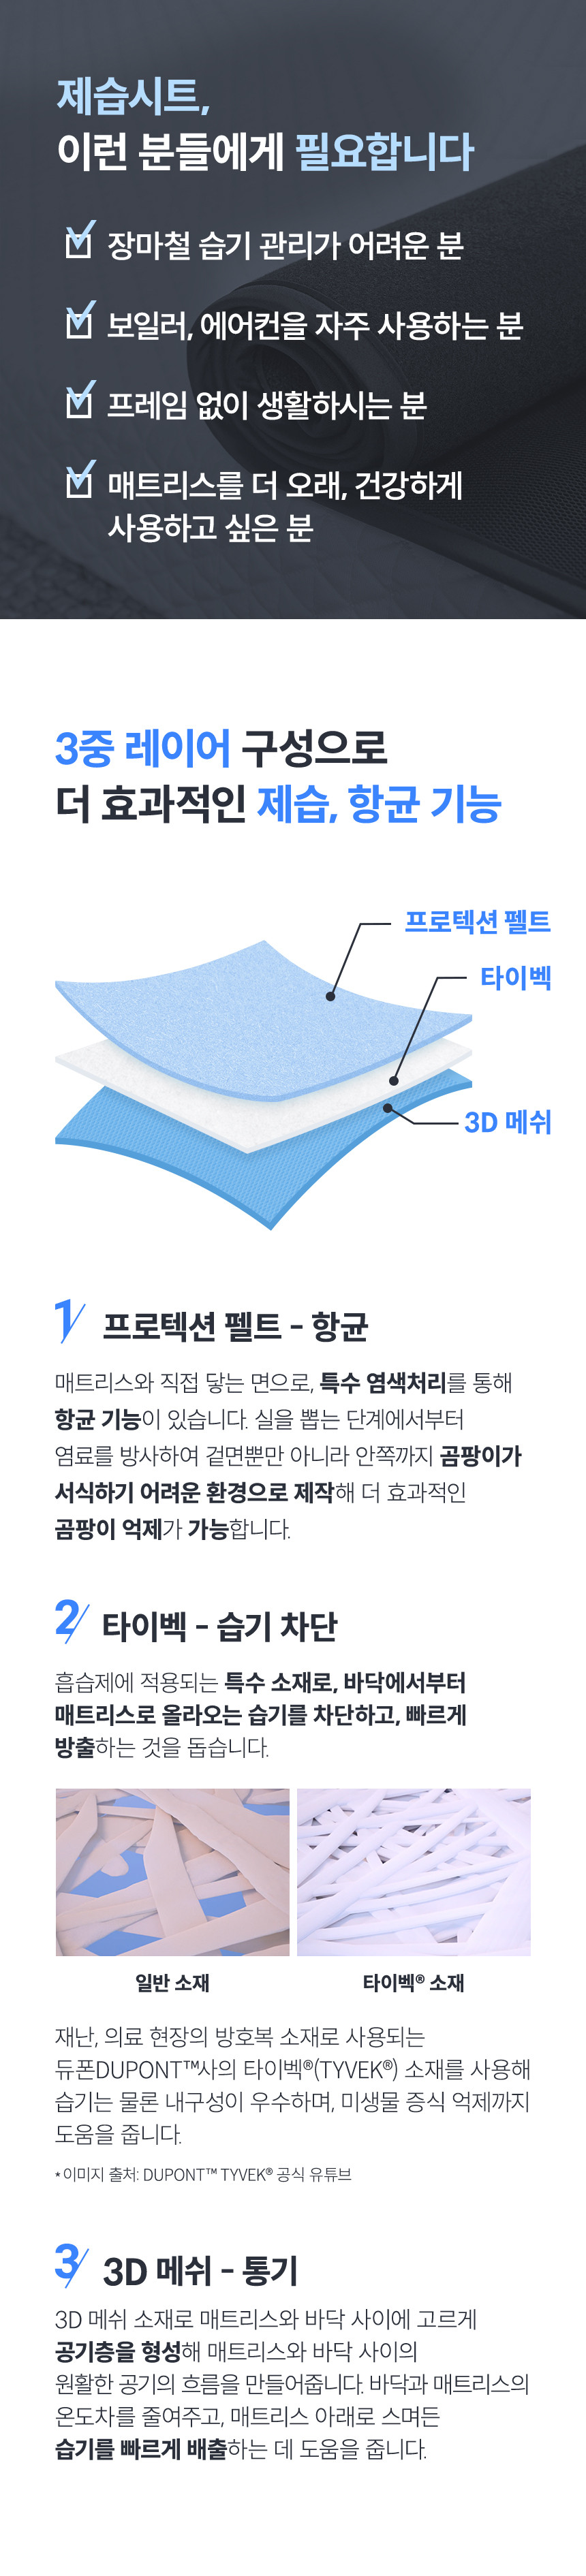 제습시트,
이런 분들에게 필요합니다
장마철 습기 관리가 어려운 분
보일러, 에어컨을 자주 사용하는 분
프레임 없이 생활하시는 분
매트리스를 더 오래, 건강하게
사용하고 싶은 분
3중 레이어 구성으로
더 효과적인 제습, 항균 기능
프로텍션 펠트
타이벡
3D 메쉬
1 프로텍션 펠트 - 항균
매트리스와 직접 닿는 면으로, 특수 염색처리를 통해
항균 기능이 있습니다. 실을 뽑는 단계에서부터
염료를 방사하여 겉면뿐만 아니라 안쪽까지 곰팡이가
서식하기 어려운 환경으로 제작해 더 효과적인
곰팡이 억제가 가능합니다.
2 타이벡 - 습기 차단
흡습제에 적용되는 특수 소재로, 바닥에서부터
매트리스로 올라오는 습기를 차단하고, 빠르게
방출하는 것을 돕습니다.
일반 소재
타이벡® 소재
재난, 의료 현장의 방호복 소재로 사용되는
듀폰DUPONT™사의 타이벡®(TYVEK®) 소재를 사용해
습기는 물론 내구성이 우수하며, 미생물 증식 억제까지
도움을 줍니다.
*이미지 출처: DUPONT™ TYVEK® 공식 유튜브
3 3D 메쉬 - 통기
3D 메쉬 소재로 매트리스와 바닥 사이에 고르게
공기층을 형성해 매트리스와 바닥 사이의
원활한 공기의 흐름을 만들어줍니다. 바닥과 매트리스의
온도차를 줄여주고, 매트리스 아래로 스며든
습기를 빠르게 배출하는 데 도움을 줍니다.